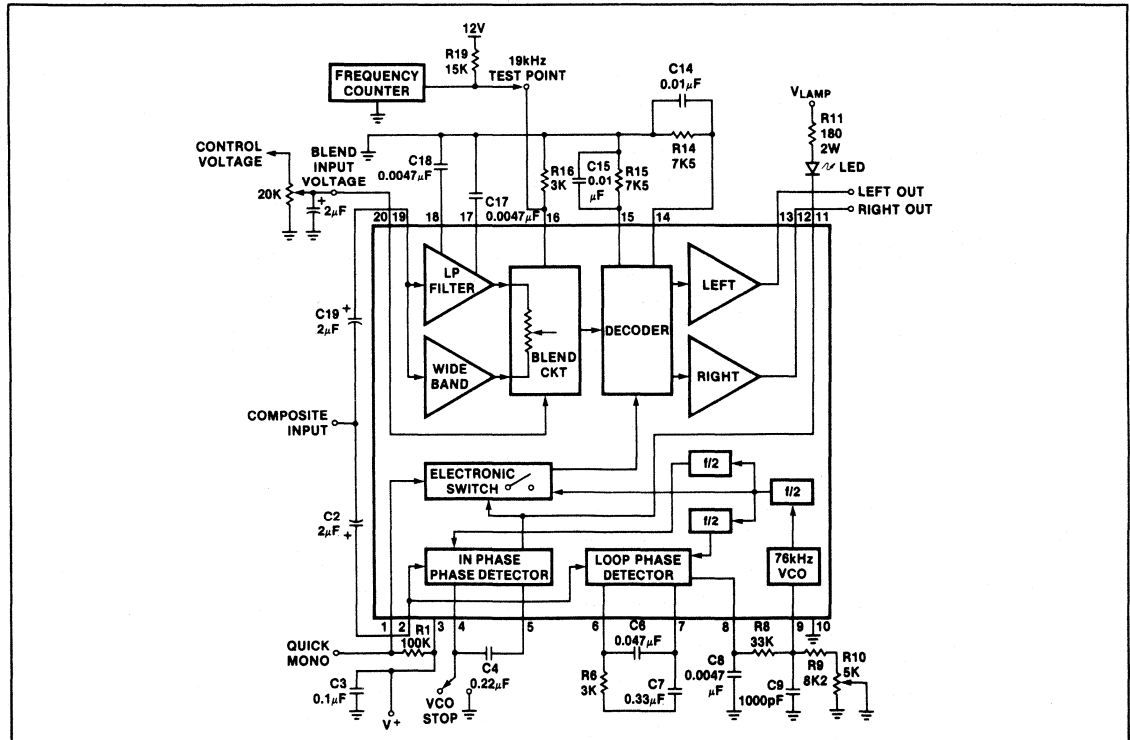 12V
R19
15K
19kHz
TEST POINT
FREQUENCY
COUNTER
C14
0.01µF
VLAMP
R11
180
2W
LED
CONTROL
VOLTAGE
BLEND
INPUT
VOLTAGE
C18
0.0047µF
R16
3K
C15
0.01
µF
R15
7K5
R14
7K5
20K
2µF
+
C17
0.0047µF
LEFT OUT
RIGHT OUT
20 19 18 17 16 15 14 13 12 11
LP
FILTER
LEFT
C19
2µF
+
BLEND
CKT
DECODER
WIDE
BAND
RIGHT
COMPOSITE
INPUT
ELECTRONIC
SWITCH
f/2
f/2
f/2
C2
2µF
+
IN PHASE
PHASE DETECTOR
LOOP PHASE
DETECTOR
76kHz
VCO
1 2 3 4 5 6 7 8 9 10
R1
100K
QUICK
MONO
C3
0.1µF
V+
C4
0.22µF
VCO
STOP
C6
0.047µF
R6
3K
C7
0.33µF
R8
33K
C8
0.0047
µF
R9
8K2
R10
5K
C9
1000pF